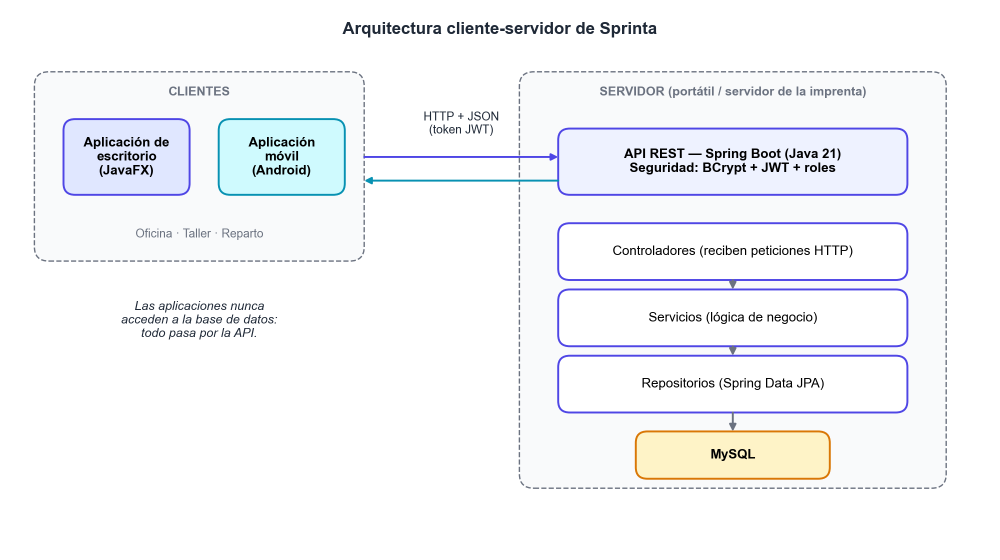 Arquitectura cliente-servidor de Sprinta
CLIENTES
Aplicación de
escritorio
(JavaFX)
Aplicación
móvil
(Android)
Oficina · Taller · Reparto
Las aplicaciones nunca
acceden a la base de datos:
todo pasa por la API.
HTTP + JSON
(token JWT)
SERVIDOR (portátil / servidor de la imprenta)
API REST — Spring Boot (Java 21)
Seguridad: BCrypt + JWT + roles
Controladores (reciben peticiones HTTP)
Servicios (lógica de negocio)
Repositorios (Spring Data JPA)
MySQL